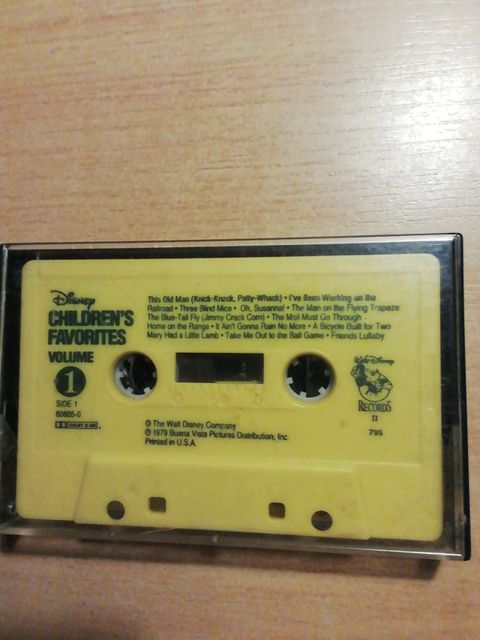 Disney
CHILDREN'S
FAVORITES
VOLUME
1
SIDE 1
60605-0
DOLBY B NR
This Old Man (Knick-Knack, Patty-Whack) • I've Been Working on the
Railroad • Three Blind Mice • Oh, Susanna! • The Man on the Flying Trapeze
The Blue-Tail Fly (Jimmy Crack Corn) • The Mail Must Go Through
Home on the Range • It Ain't Gonna Rain No More • A Bicycle Built for Two
Mary Had a Little Lamb • Take Me Out to the Ball Game • Friends Lullaby
© The Walt Disney Company
℗ 1979 Buena Vista Pictures Distribution, Inc.
Printed in U.S.A.
Walt Disney
RECORDS
II
795